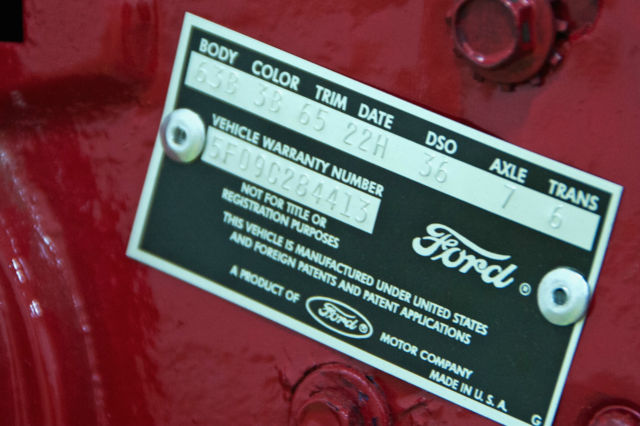 BODY COLOR TRIM DATE DSO AXLE TRANS
63B 3B 65 22H 36 7 6
VEHICLE WARRANTY NUMBER
5F09C284413
NOT FOR TITLE OR
REGISTRATION PURPOSES
THIS VEHICLE IS MANUFACTURED UNDER UNITED STATES
AND FOREIGN PATENTS AND PATENT APPLICATIONS
Ford®
A PRODUCT OF Ford® MOTOR COMPANY
MADE IN U.S.A. G